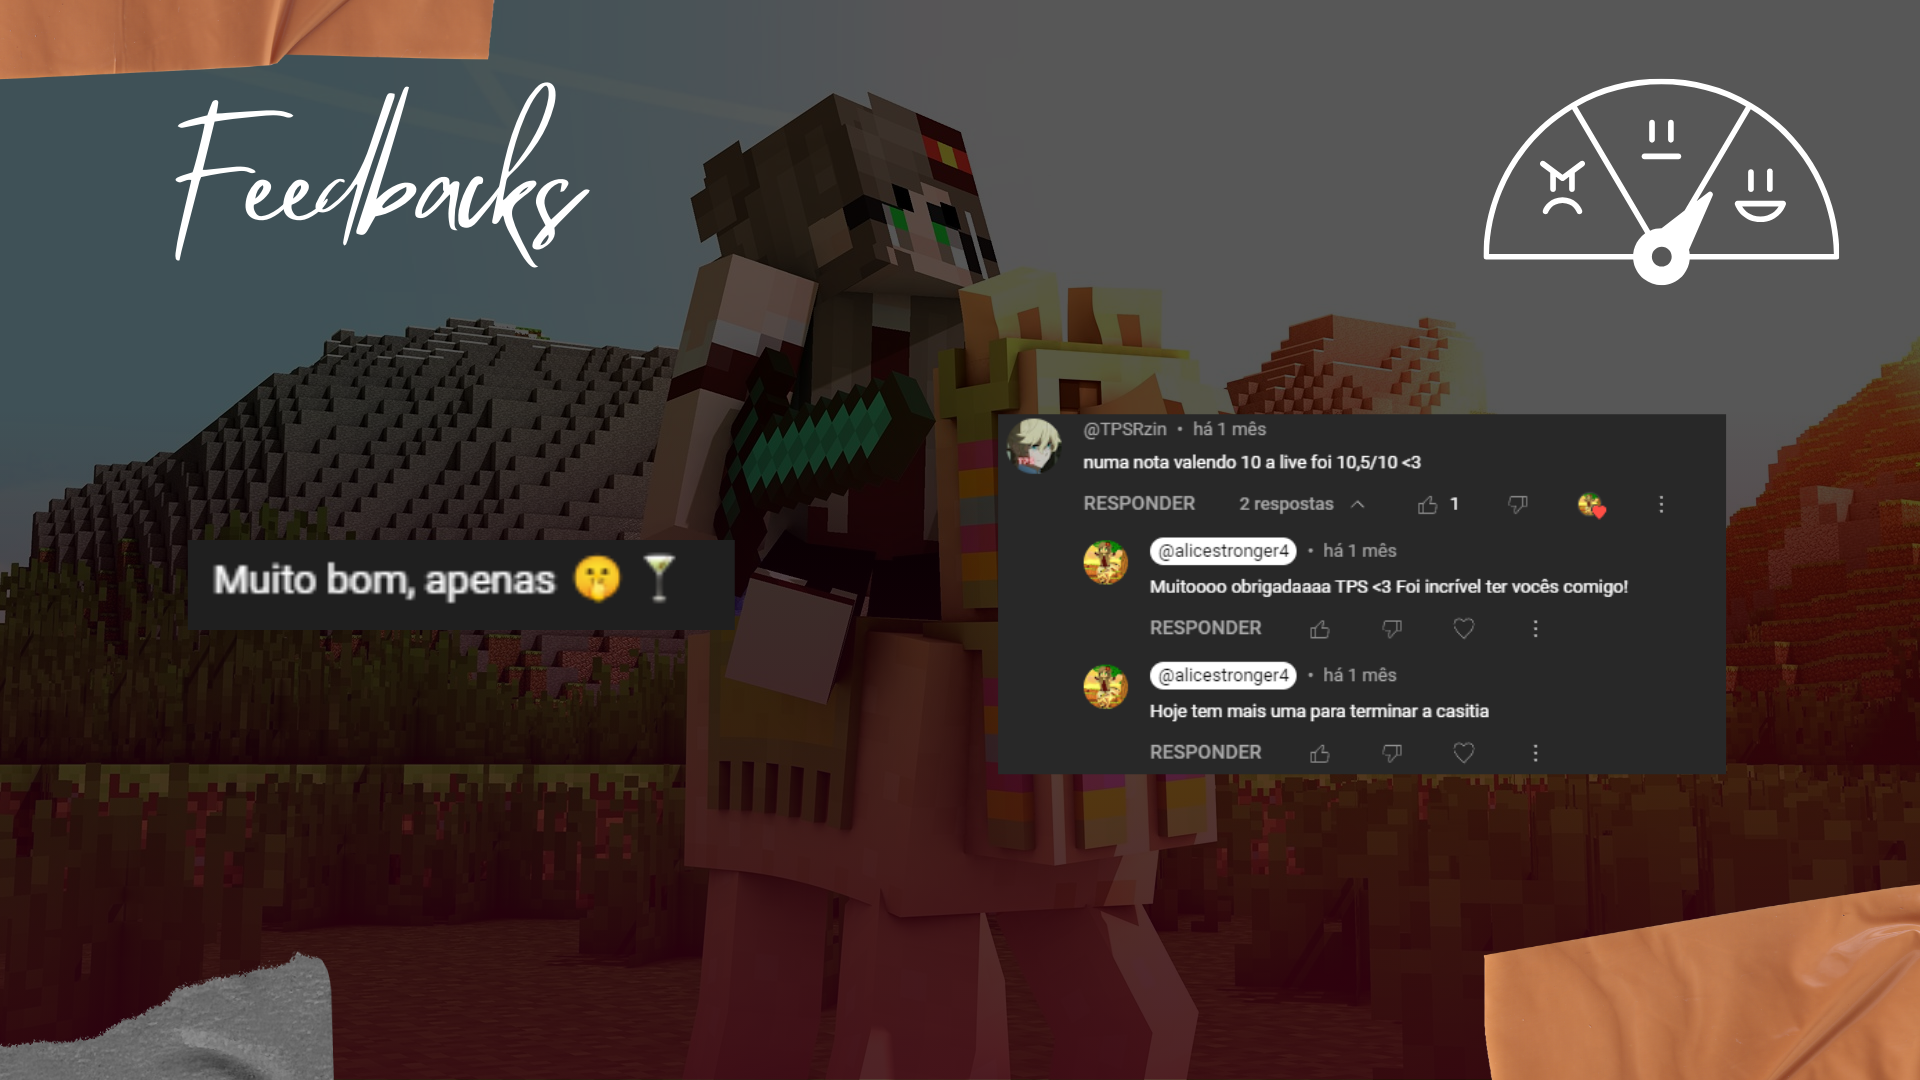 Feedbacks
Muito bom, apenas 🤫 🍸
@TPSRzin • há 1 mês
numa nota valendo 10 a live foi 10,5/10 <3
RESPONDER 2 respostas 1
@alicestronger4 • há 1 mês
Muitoooo obrigadaaaa TPS <3 Foi incrível ter vocês comigo!
RESPONDER
@alicestronger4 • há 1 mês
Hoje tem mais uma para terminar a casitia
RESPONDER